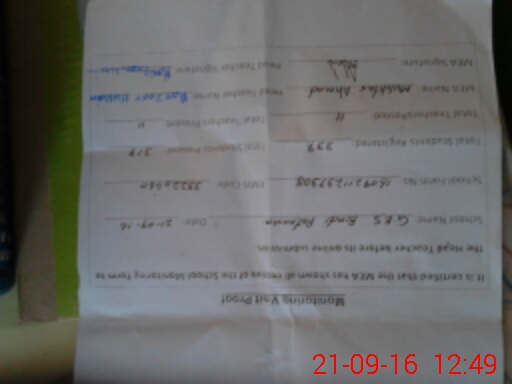 Monitoring Visit Proof
It is certified that the MEA has shown all entries of the School Monitoring form to
the Head Teacher before its online submission.
School Name: G.E.S Bindi Date: 21-09-16
School Form No: EMIS Code:
Total Students Registered: 339 Total Students Present: 319
Total Teachers Posted: 11 Total Teachers Present: 11
MEA Name: Mukhtar Ahmad Head Teacher Name: Hussain
MEA Signature: Head Teacher Signature:
21-09-16 12:49